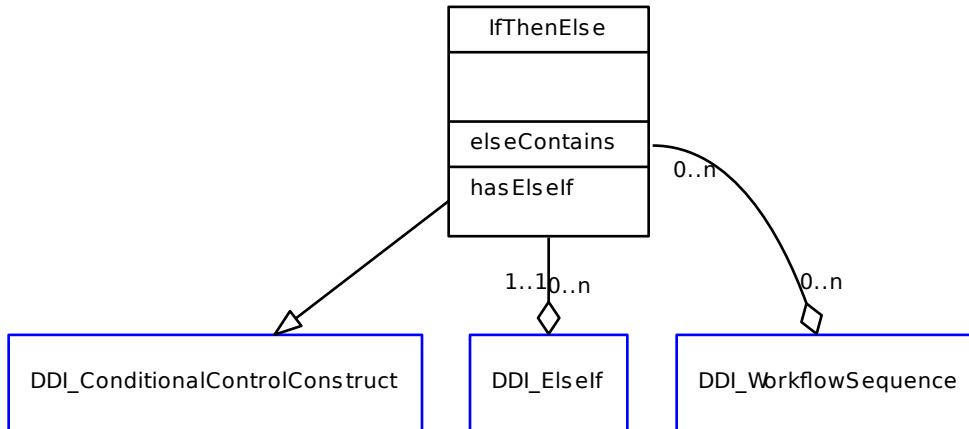 IfThenElse
elseContains
0..n
hasElseIf
1..1
0..n
0..n
DDI_ConditionalControlConstruct
DDI_ElseIf
DDI_WorkflowSequence